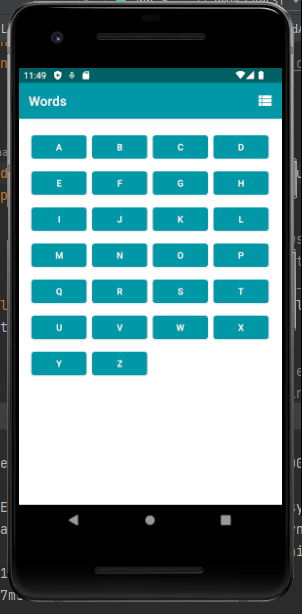 11:49
Words
A B C D
E F G H
I J K L
M N O P
Q R S T
U V W X
Y Z